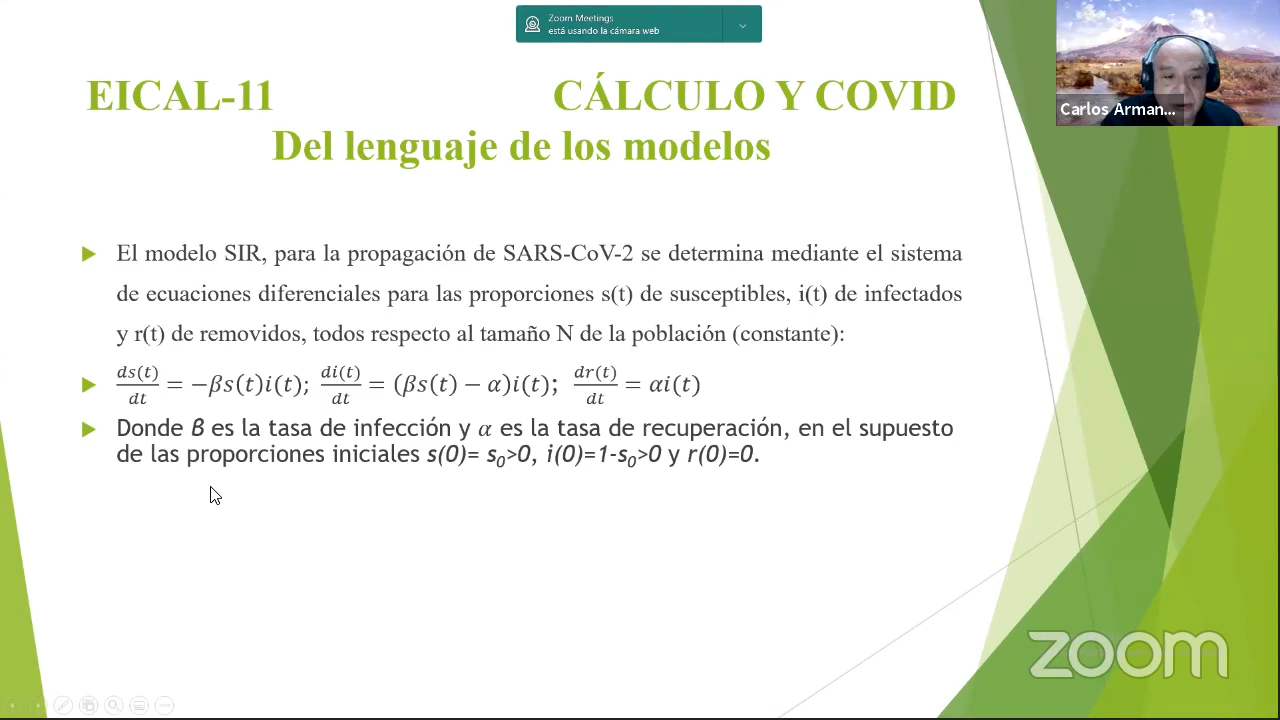 Zoom Meetings
está usando la cámara web
EICAL-11 CÁLCULO Y COVID
Del lenguaje de los modelos
Carlos Arman...
El modelo SIR, para la propagación de SARS-CoV-2 se determina mediante el sistema
de ecuaciones diferenciales para las proporciones s(t) de susceptibles, i(t) de infectados
y r(t) de removidos, todos respecto al tamaño N de la población (constante):
ds(t)/dt = −βs(t)i(t); di(t)/dt = (βs(t) − α)i(t); dr(t)/dt = αi(t)
Donde β es la tasa de infección y α es la tasa de recuperación, en el supuesto
de las proporciones iniciales s(0)= s₀>0, i(0)=1-s₀>0 y r(0)=0.
zoom